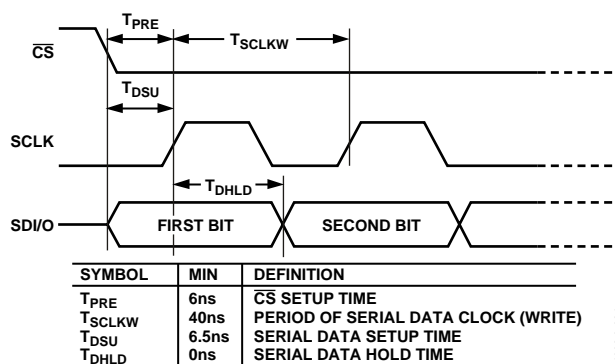 T_PRE
T_SCLKW
C̅S̅
T_DSU
SCLK
T_DHLD
SDI/O FIRST BIT SECOND BIT
SYMBOL MIN DEFINITION
T_PRE 6ns C̅S̅ SETUP TIME
T_SCLKW 40ns PERIOD OF SERIAL DATA CLOCK (WRITE)
T_DSU 6.5ns SERIAL DATA SETUP TIME
T_DHLD 0ns SERIAL DATA HOLD TIME